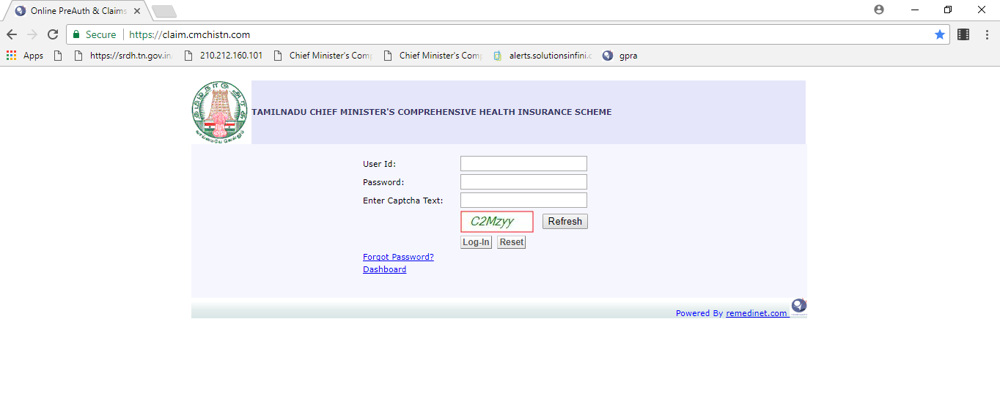 Online PreAuth & Claims
Secure https://claim.cmchistn.com
Apps https://srdh.tn.gov.in 210.212.160.101 Chief Minister's Comp Chief Minister's Comp alerts.solutionsinfini.c gpra
TAMILNADU CHIEF MINISTER'S COMPREHENSIVE HEALTH INSURANCE SCHEME
User Id:
Password:
Enter Captcha Text:
C2Mzyy Refresh
Log-In Reset
Forgot Password?
Dashboard
Powered By remedinet.com